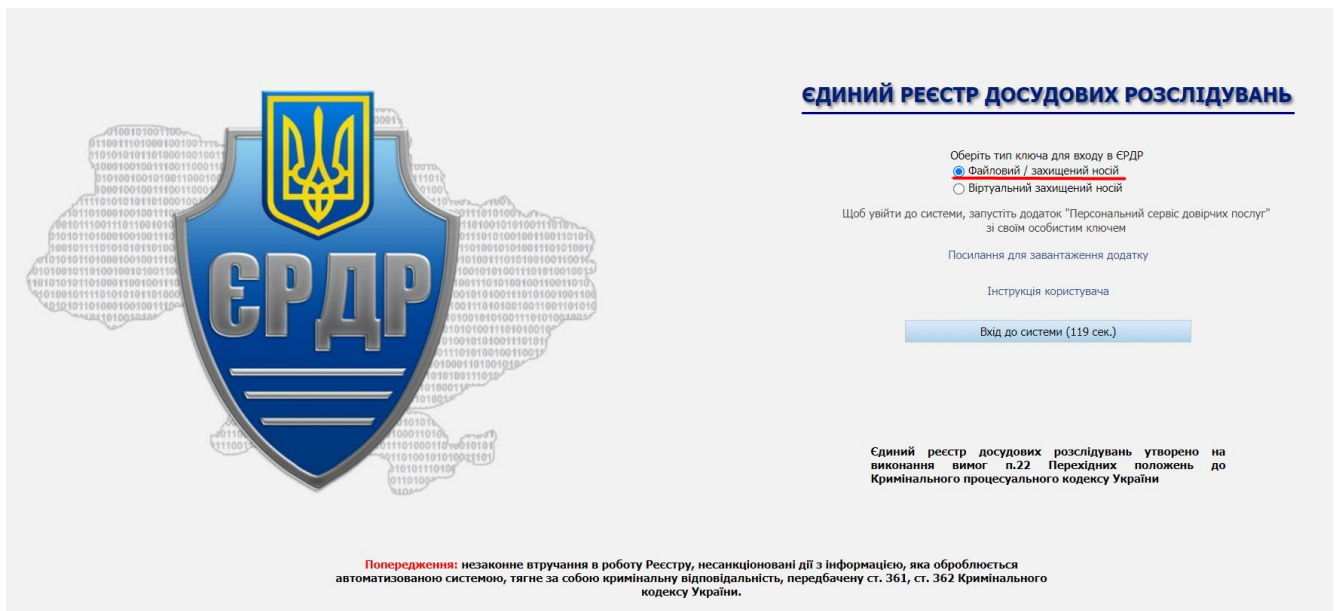 ЄРДР
ЄДИНИЙ РЕЄСТР ДОСУДОВИХ РОЗСЛІДУВАНЬ
Оберіть тип ключа для входу в ЄРДР
Файловий / захищений носій
Віртуальний захищений носій
Щоб увійти до системи, запустіть додаток "Персональний сервіс довірчих послуг"
зі своїм особистим ключем
Посилання для завантаження додатку
Інструкція користувача
Вхід до системи (119 сек.)
Єдиний реєстр досудових розслідувань утворено на
виконання вимог п.22 Перехідних положень до
Кримінального процесуального кодексу України
Попередження: незаконне втручання в роботу Реєстру, несанкціоновані дії з інформацією, яка оброблюється
автоматизованою системою, тягне за собою кримінальну відповідальність, передбачену ст. 361, ст. 362 Кримінального
кодексу України.